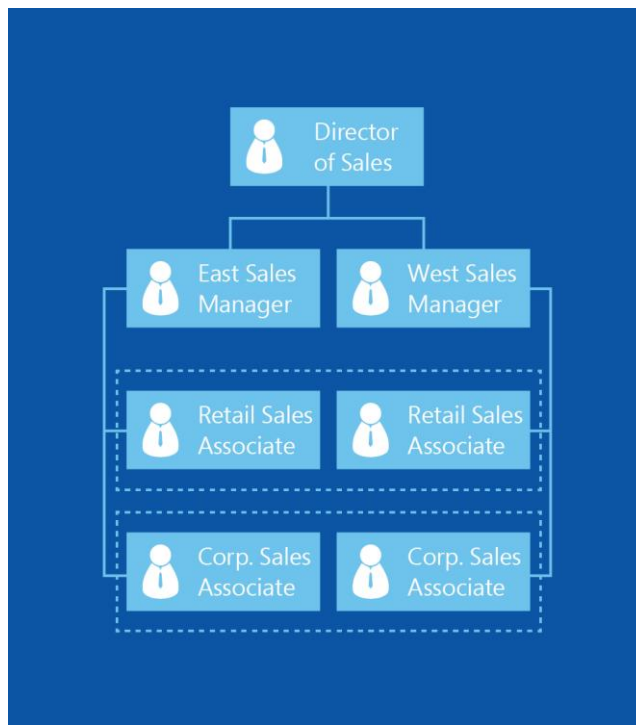 Director
of Sales
East Sales
Manager
West Sales
Manager
Retail Sales
Associate
Retail Sales
Associate
Corp. Sales
Associate
Corp. Sales
Associate